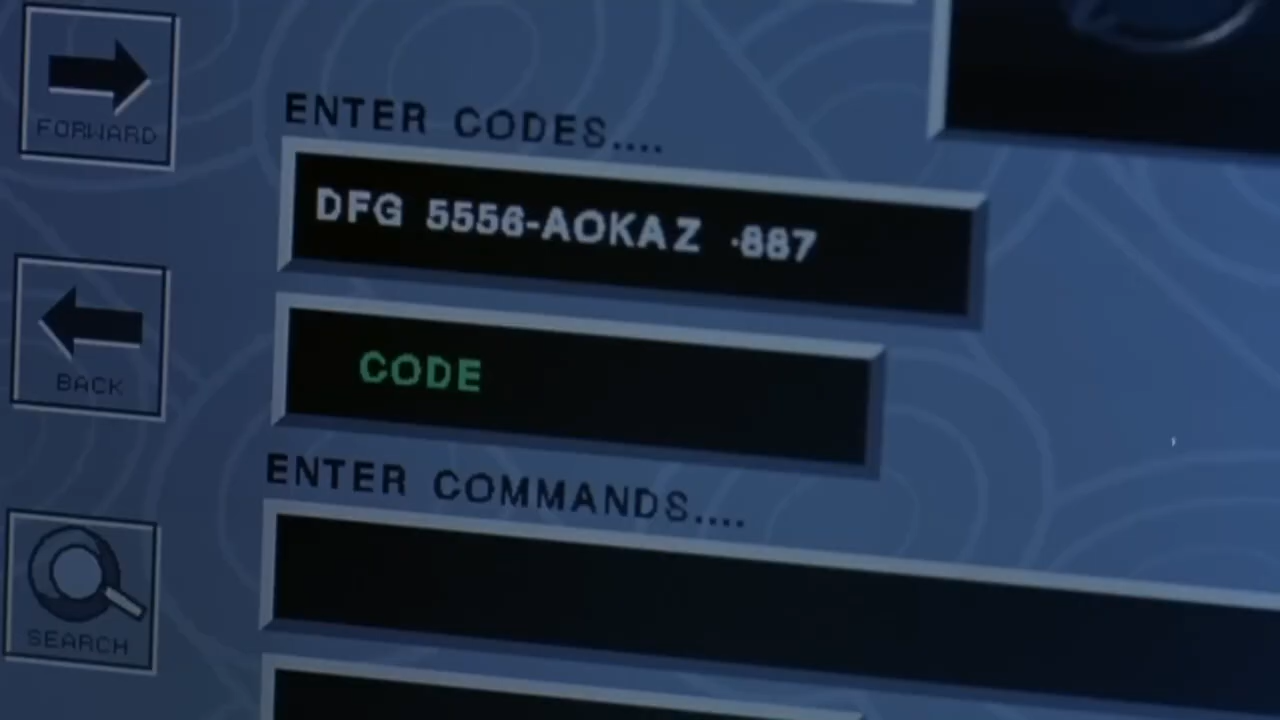 FORWARD
ENTER CODES....
DFG 5556-AOKAZ -887
CODE
BACK
ENTER COMMANDS....
SEARCH